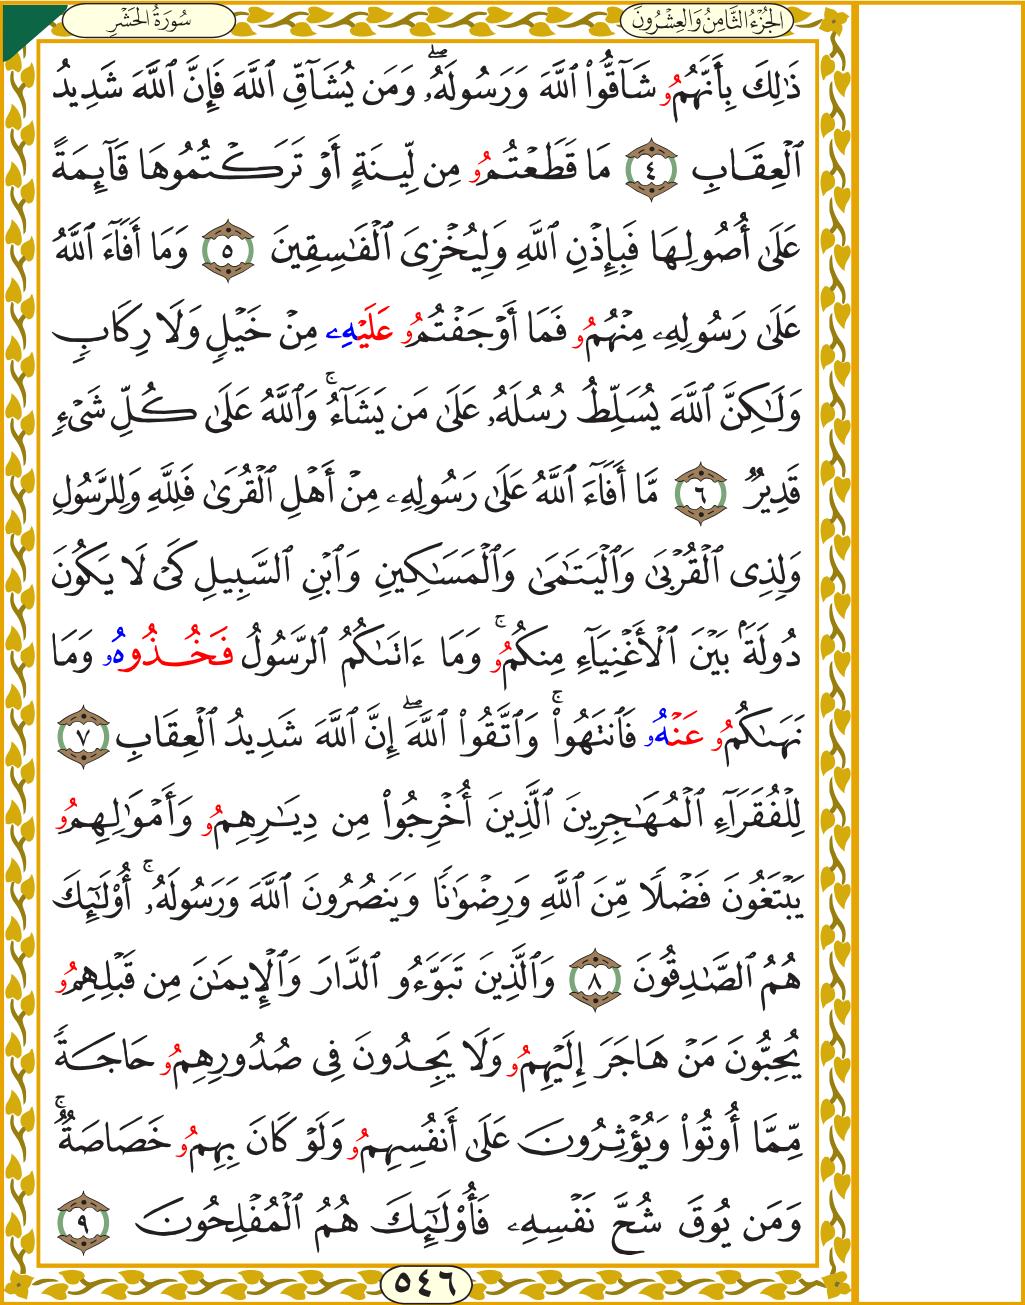 سُورَةُ الحَشْرِ
الجُزْءُ الثَّامِنُ وَالعِشْرُونَ
ذَٰلِكَ بِأَنَّهُمُۥ شَآقُّوا۟ ٱللَّهَ وَرَسُولَهُۥۖ وَمَن يُشَآقِّ ٱللَّهَ فَإِنَّ ٱللَّهَ شَدِيدُ
ٱلْعِقَابِ ٤ مَا قَطَعْتُمُۥ مِن لِّينَةٍ أَوْ تَرَكْتُمُوهَا قَآئِمَةً
عَلَىٰٓ أُصُولِهَا فَبِإِذْنِ ٱللَّهِ وَلِيُخْزِىَ ٱلْفَٰسِقِينَ ٥ وَمَآ أَفَآءَ ٱللَّهُ
عَلَىٰ رَسُولِهِۦ مِنْهُمُۥ فَمَآ أَوْجَفْتُمُۥ عَلَيْهِۦ مِنْ خَيْلٍ وَلَا رِكَابٍ
وَلَٰكِنَّ ٱللَّهَ يُسَلِّطُ رُسُلَهُۥ عَلَىٰ مَن يَشَآءُۚ وَٱللَّهُ عَلَىٰ كُلِّ شَىْءٍ
قَدِيرٌ ٦ مَّآ أَفَآءَ ٱللَّهُ عَلَىٰ رَسُولِهِۦ مِنْ أَهْلِ ٱلْقُرَىٰ فَلِلَّهِ وَلِلرَّسُولِ
وَلِذِى ٱلْقُرْبَىٰ وَٱلْيَتَٰمَىٰ وَٱلْمَسَٰكِينِ وَٱبْنِ ٱلسَّبِيلِ كَىْ لَا يَكُونَ
دُولَةًۢ بَيْنَ ٱلْأَغْنِيَآءِ مِنكُمُۥۚ وَمَآ ءَاتَىٰكُمُ ٱلرَّسُولُ فَخُذُوهُۥ وَمَا
نَهَىٰكُمُۥ عَنْهُۥ فَٱنتَهُوا۟ۚ وَٱتَّقُوا۟ ٱللَّهَۖ إِنَّ ٱللَّهَ شَدِيدُ ٱلْعِقَابِ ٧
لِلْفُقَرَآءِ ٱلْمُهَٰجِرِينَ ٱلَّذِينَ أُخْرِجُوا۟ مِن دِيَٰرِهِمُۥ وَأَمْوَٰلِهِمُۥ
يَبْتَغُونَ فَضْلًا مِّنَ ٱللَّهِ وَرِضْوَٰنًا وَيَنصُرُونَ ٱللَّهَ وَرَسُولَهُۥۚ أُو۟لَٰٓئِكَ
هُمُ ٱلصَّٰدِقُونَ ٨ وَٱلَّذِينَ تَبَوَّءُو ٱلدَّارَ وَٱلْإِيمَٰنَ مِن قَبْلِهِمُۥ
يُحِبُّونَ مَنْ هَاجَرَ إِلَيْهِمُۥ وَلَا يَجِدُونَ فِى صُدُورِهِمُۥ حَاجَةً
مِّمَّآ أُوتُوا۟ وَيُؤْثِرُونَ عَلَىٰٓ أَنفُسِهِمُۥ وَلَوْ كَانَ بِهِمُۥ خَصَاصَةٌۚ
وَمَن يُوقَ شُحَّ نَفْسِهِۦ فَأُو۟لَٰٓئِكَ هُمُ ٱلْمُفْلِحُونَ ٩
٥٤٦